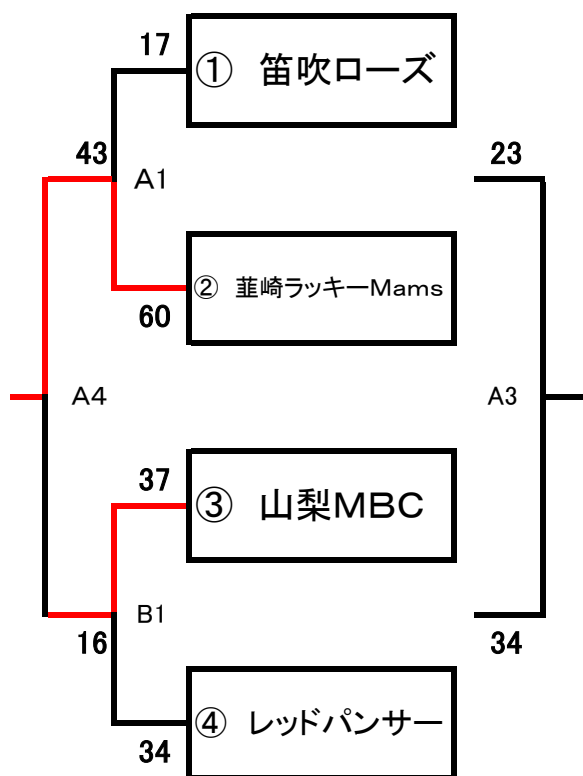 17
① 笛吹ローズ
43
23
A1
② 韮崎ラッキーMams
60
A4
A3
37
③ 山梨MBC
B1
16
34
④ レッドパンサー
34